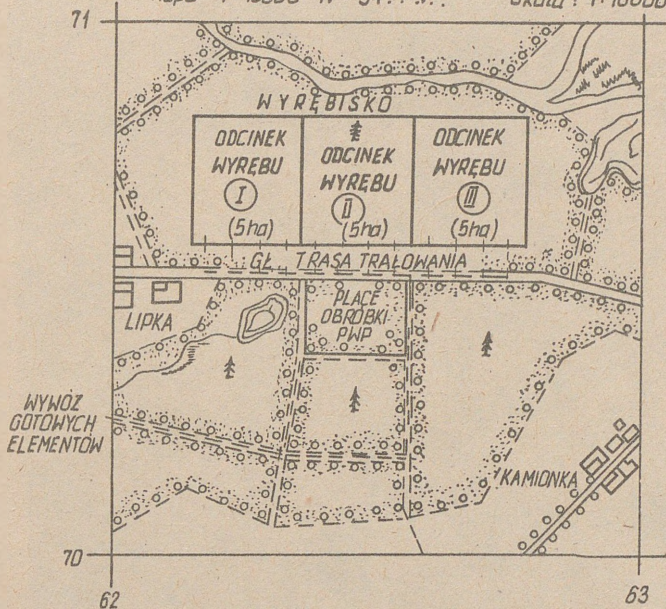 71
WYRĘBISKO
ODCINEK
WYRĘBU
I
(5ha)
ODCINEK
WYRĘBU
II
(5ha)
ODCINEK
WYRĘBU
III
(5ha)
GŁ. TRASA TRAŁOWANIA
LIPKA
PLACE
OBRÓBKI
PWP
WYWÓZ
GOTOWYCH
ELEMENTÓW
KAMIONKA
70
62
63